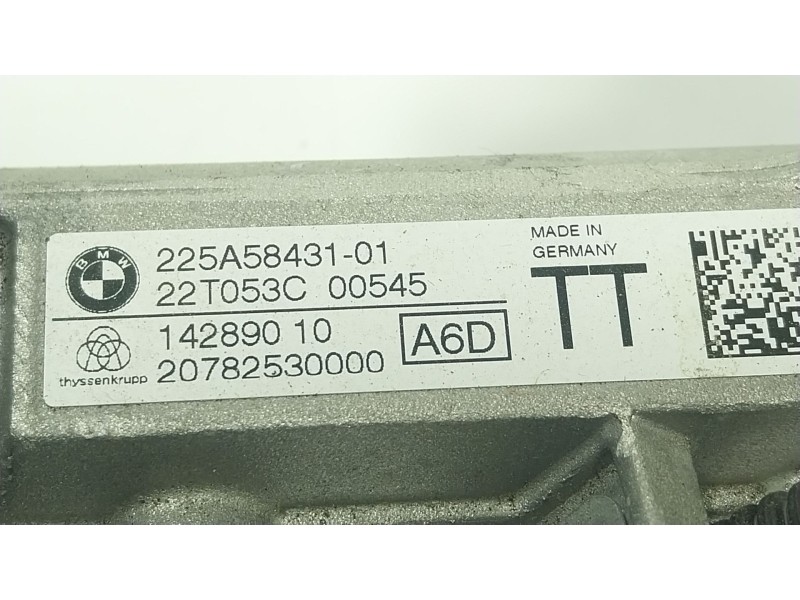 BMW
225A58431-01
22T053C 00545
thyssenkrupp
142890 10
20782530000
A6D
MADE IN
GERMANY
TT